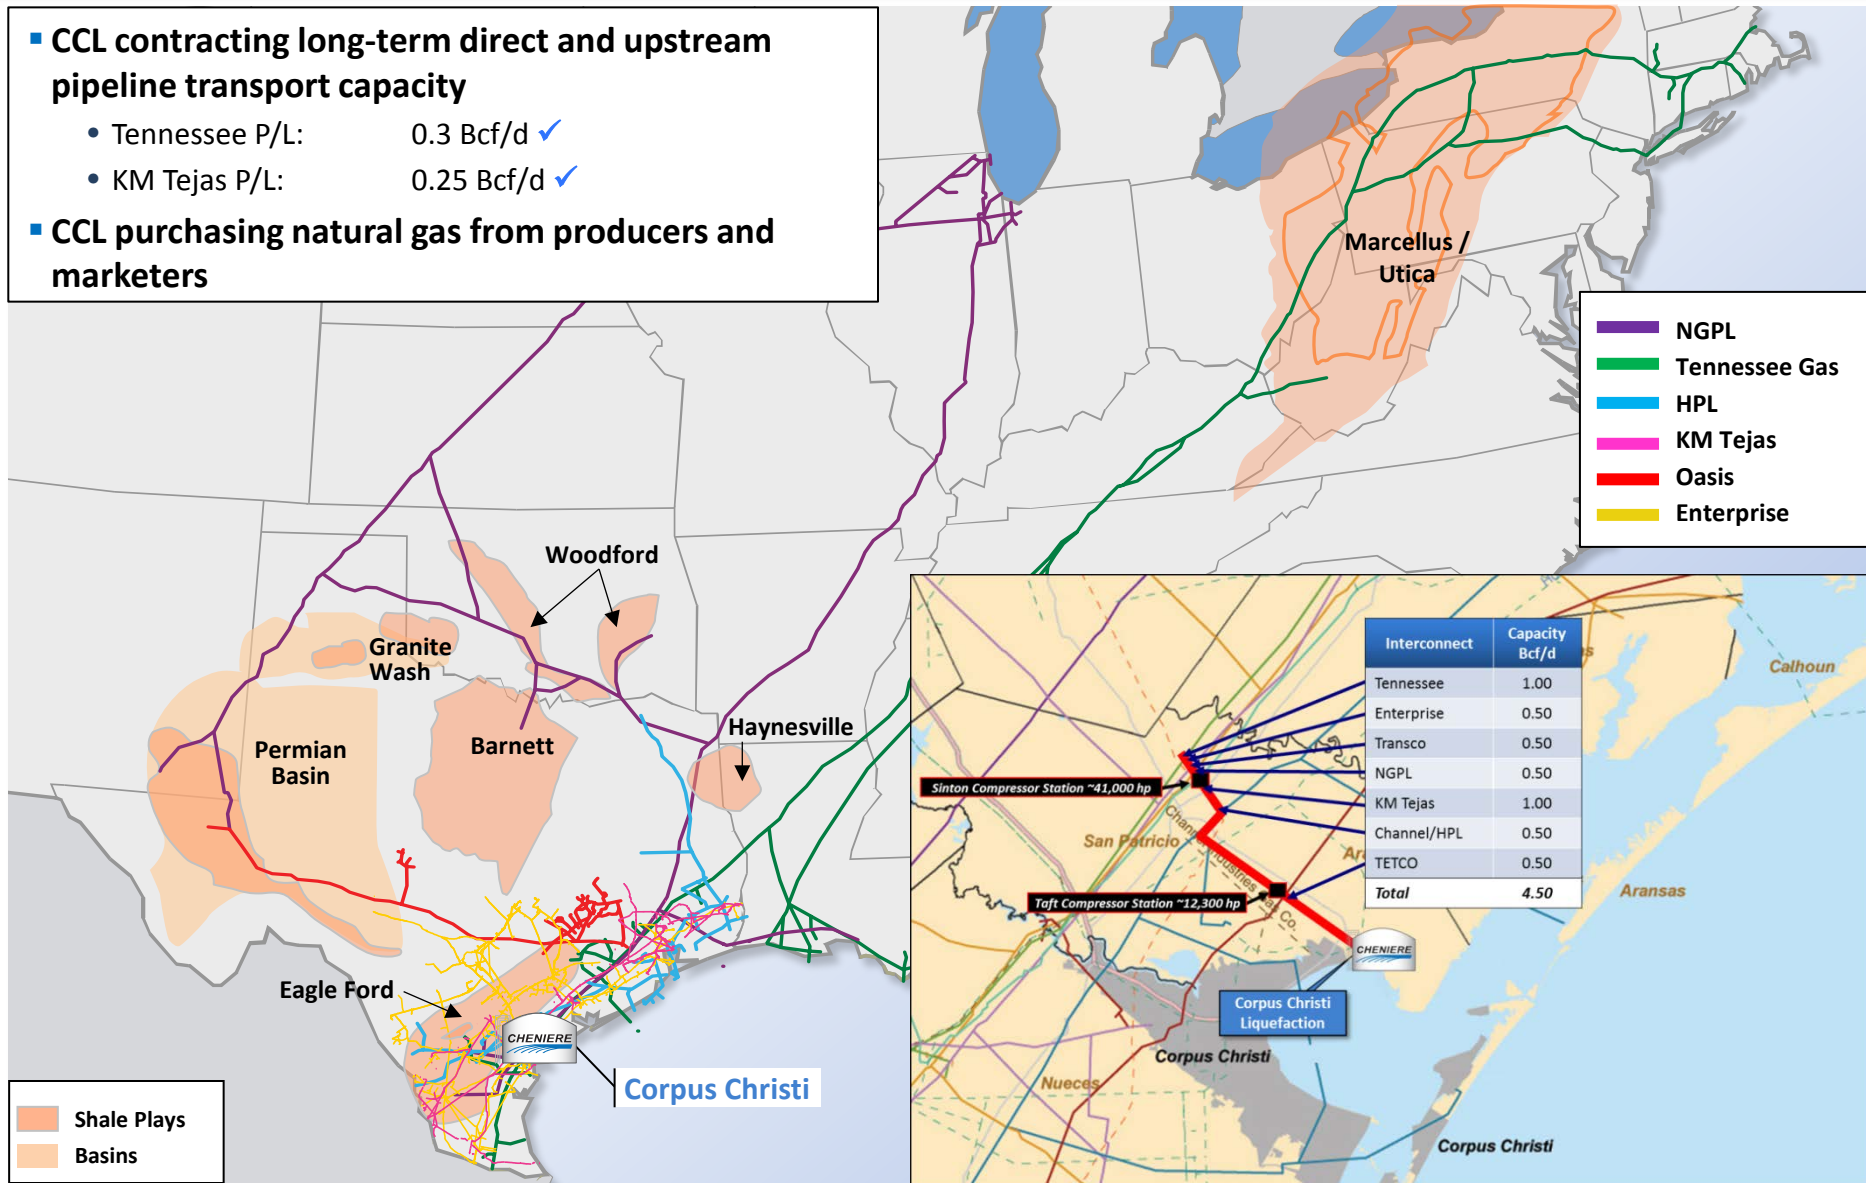 ▪ CCL contracting long-term direct and upstream
pipeline transport capacity
• Tennessee P/L: 0.3 Bcf/d ✓
• KM Tejas P/L: 0.25 Bcf/d ✓
▪ CCL purchasing natural gas from producers and
marketers
Marcellus /
Utica
NGPL
Tennessee Gas
HPL
KM Tejas
Oasis
Enterprise
Woodford
Granite
Wash
Permian
Basin
Barnett
Haynesville
Eagle Ford
CHENIERE
Corpus Christi
Shale Plays
Basins
Interconnect Capacity
Bcf/d
Tennessee 1.00
Enterprise 0.50
Transco 0.50
NGPL 0.50
KM Tejas 1.00
Channel/HPL 0.50
TETCO 0.50
Total 4.50
Calhoun
Sinton Compressor Station ~41,000 hp
San Patricio
Taft Compressor Station ~12,300 hp
Aransas
CHENIERE
Corpus Christi
Liquefaction
Corpus Christi
Nueces
Corpus Christi